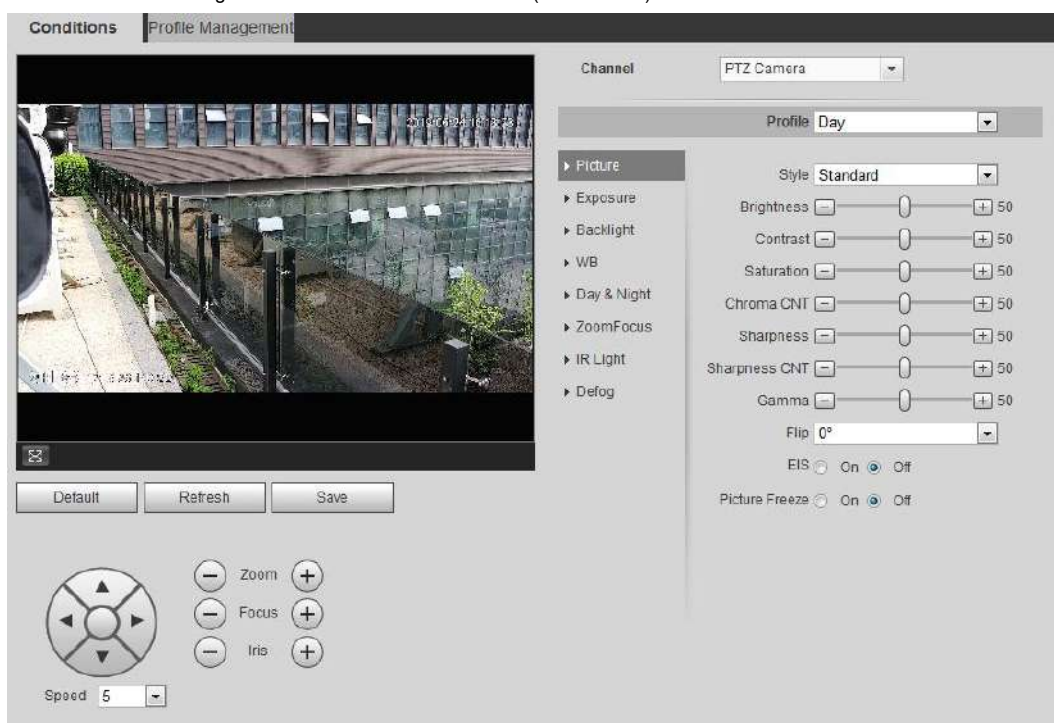 Conditions
Profile Management
Channel
PTZ Camera
Profile Day
Picture
Exposure
Backlight
WB
Day & Night
ZoomFocus
IR Light
Defog
Style Standard
Brightness 50
Contrast 50
Saturation 50
Chroma CNT 50
Sharpness 50
Sharpness CNT 50
Gamma 50
Flip 0°
EIS On Off
Picture Freeze On Off
Default
Refresh
Save
Zoom
Focus
Iris
Speed 5